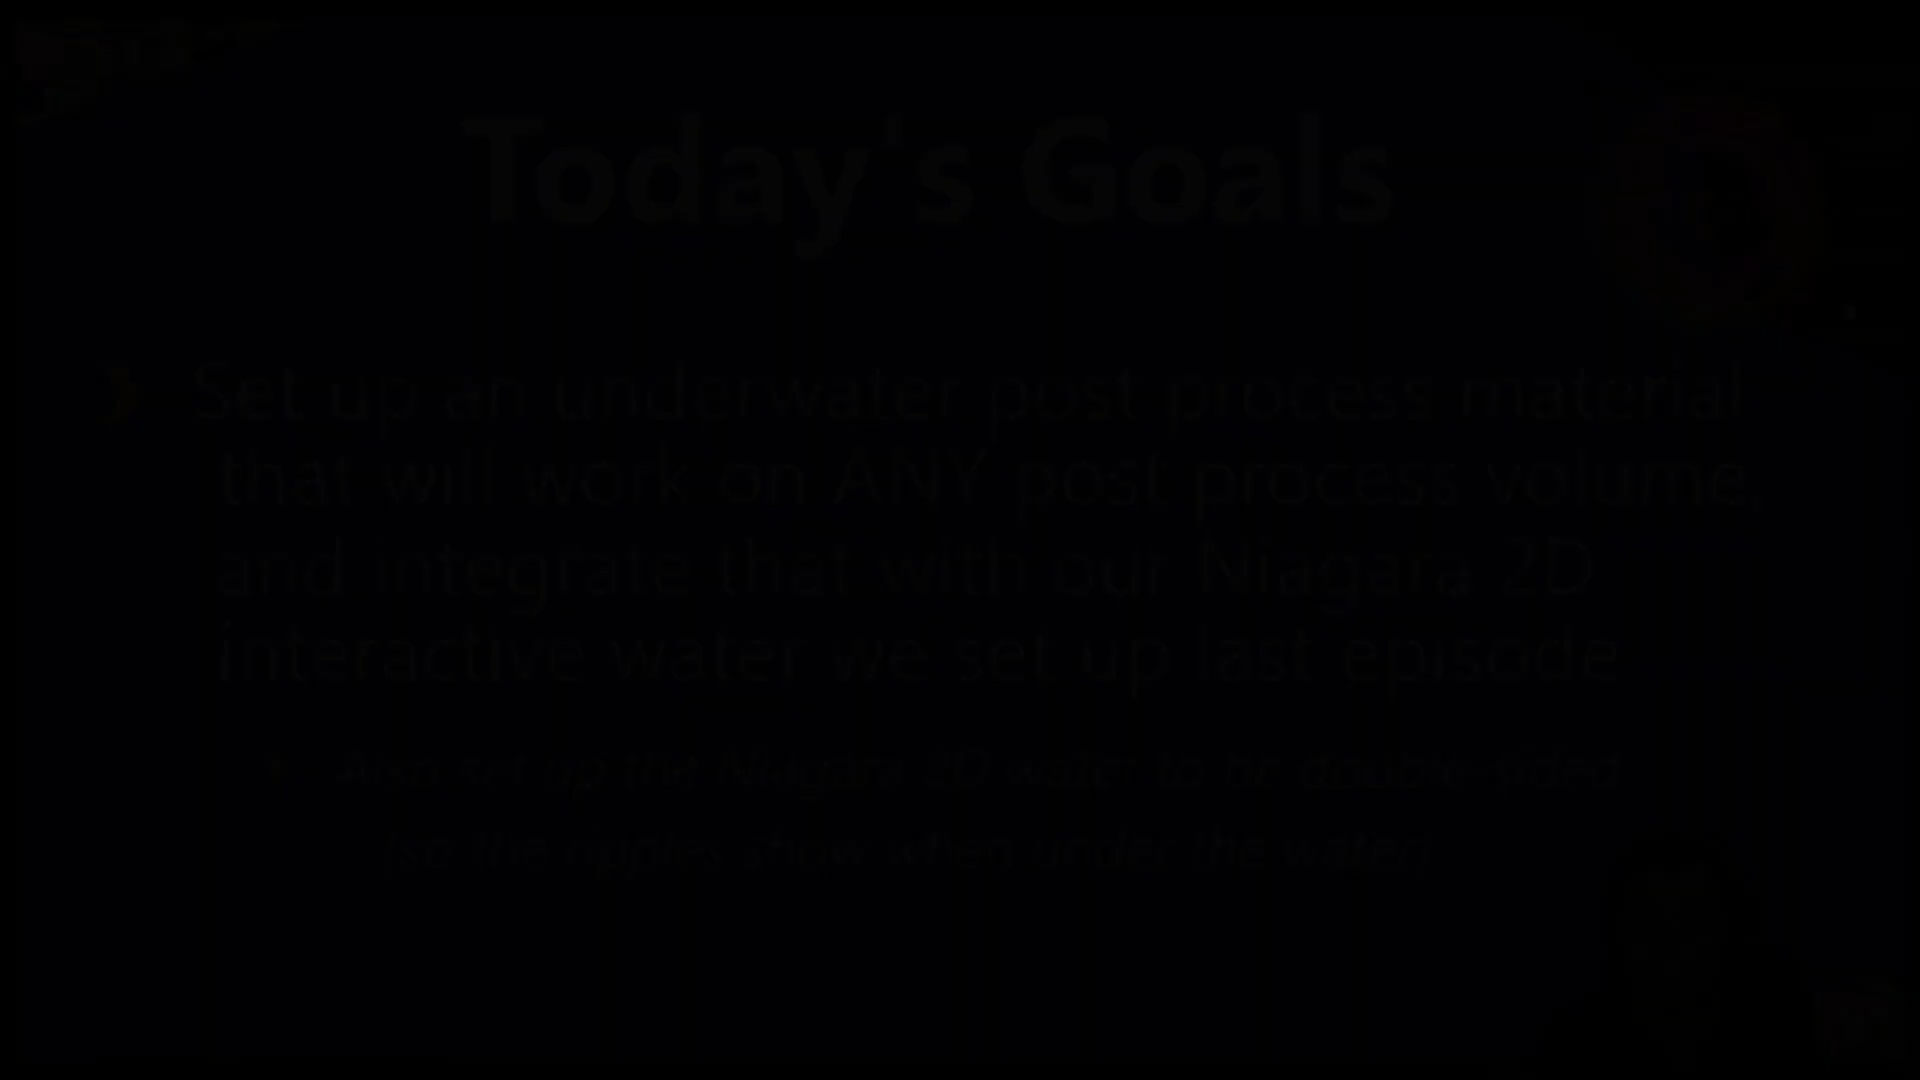 Today's Goals
Set up an underwater post process material
that will work on ANY post process volume
and integrate that with our Niagara 2D
interactive water we set up last episode
Also set up the Niagara 2D water to be double-sided
(so the ripples show when under the water)